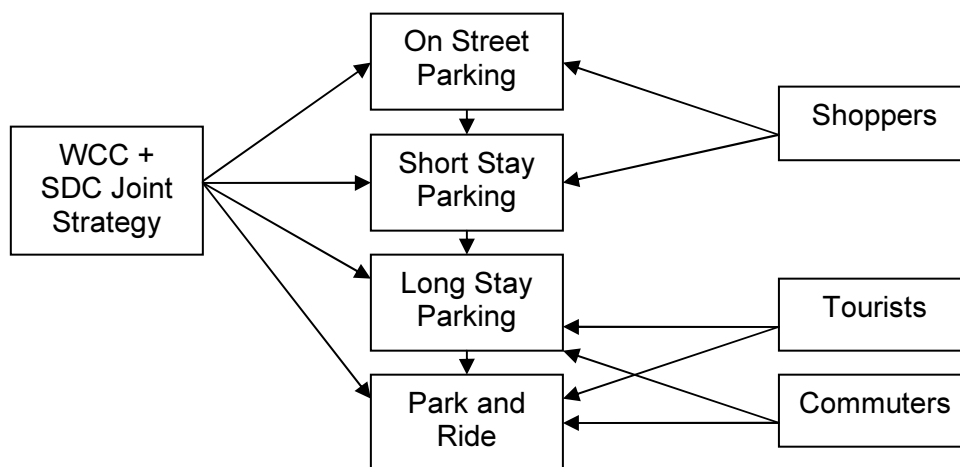 On Street
Parking
Shoppers
WCC +
SDC Joint
Strategy
Short Stay
Parking
Long Stay
Parking
Tourists
Park and
Ride
Commuters